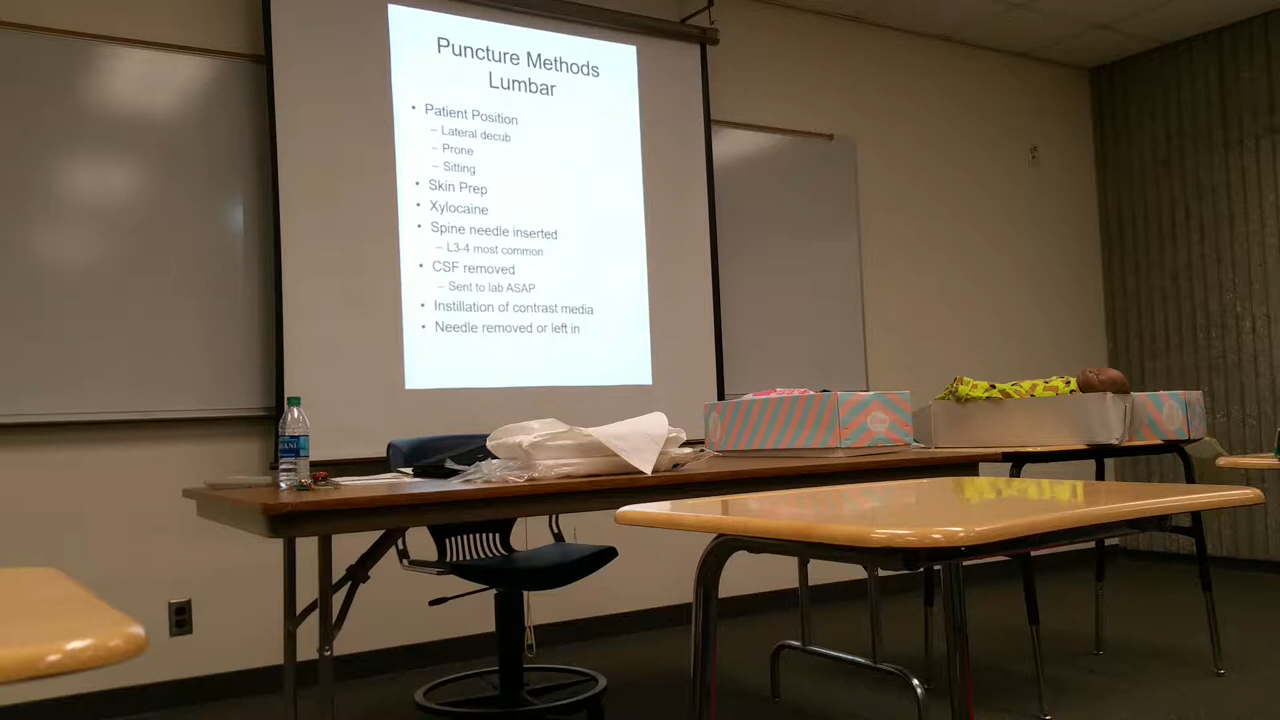 Puncture Methods
Lumbar
• Patient Position
– Lateral decub
– Prone
– Sitting
• Skin Prep
• Xylocaine
• Spine needle inserted
– L3-4 most common
• CSF removed
– Sent to lab ASAP
• Instillation of contrast media
• Needle removed or left in